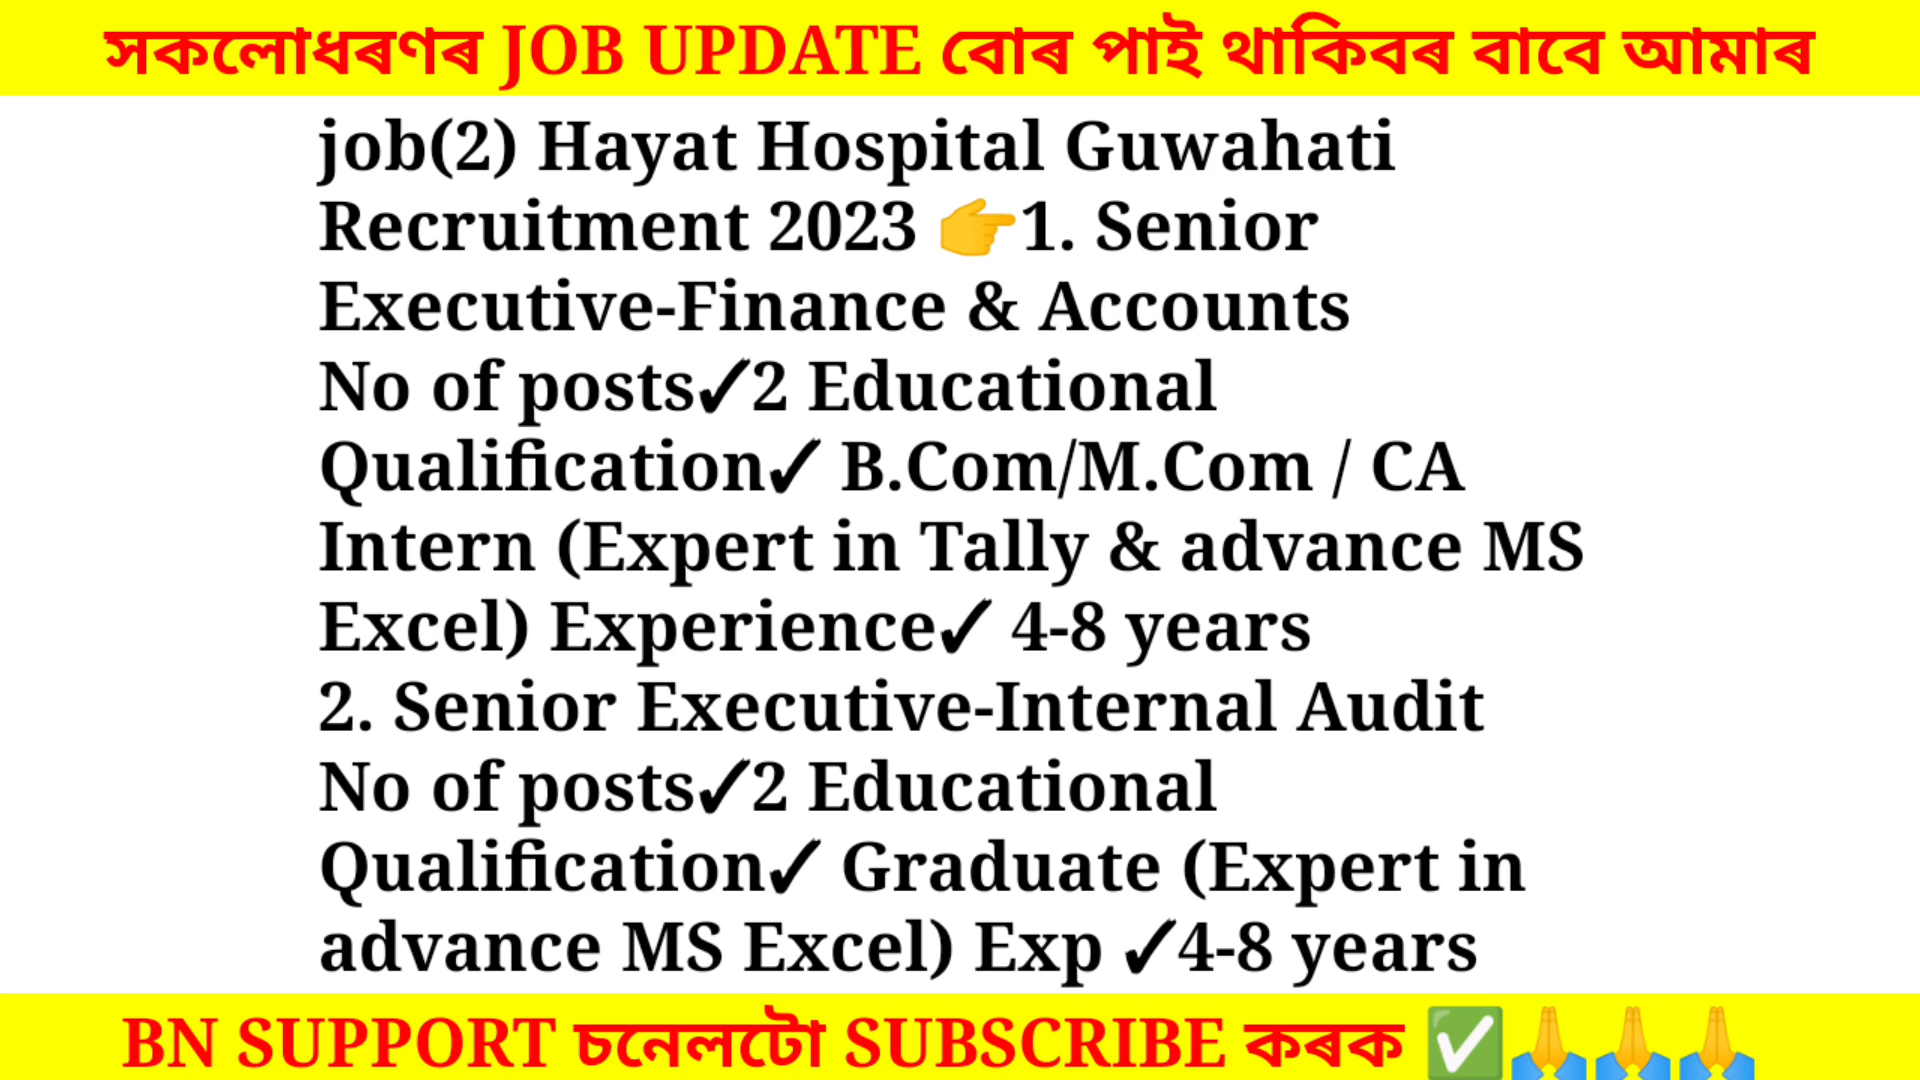 সকলোধৰণৰ JOB UPDATE বোৰ পাই থাকিবৰ বাবে আমাৰ
job(2) Hayat Hospital Guwahati
Recruitment 2023 👉1. Senior
Executive-Finance & Accounts
No of posts✓2 Educational
Qualification✓ B.Com/M.Com / CA
Intern (Expert in Tally & advance MS
Excel) Experience✓ 4-8 years
2. Senior Executive-Internal Audit
No of posts✓2 Educational
Qualification✓ Graduate (Expert in
advance MS Excel) Exp ✓4-8 years
BN SUPPORT চনেলটো SUBSCRIBE কৰক ✅🙏🙏🙏